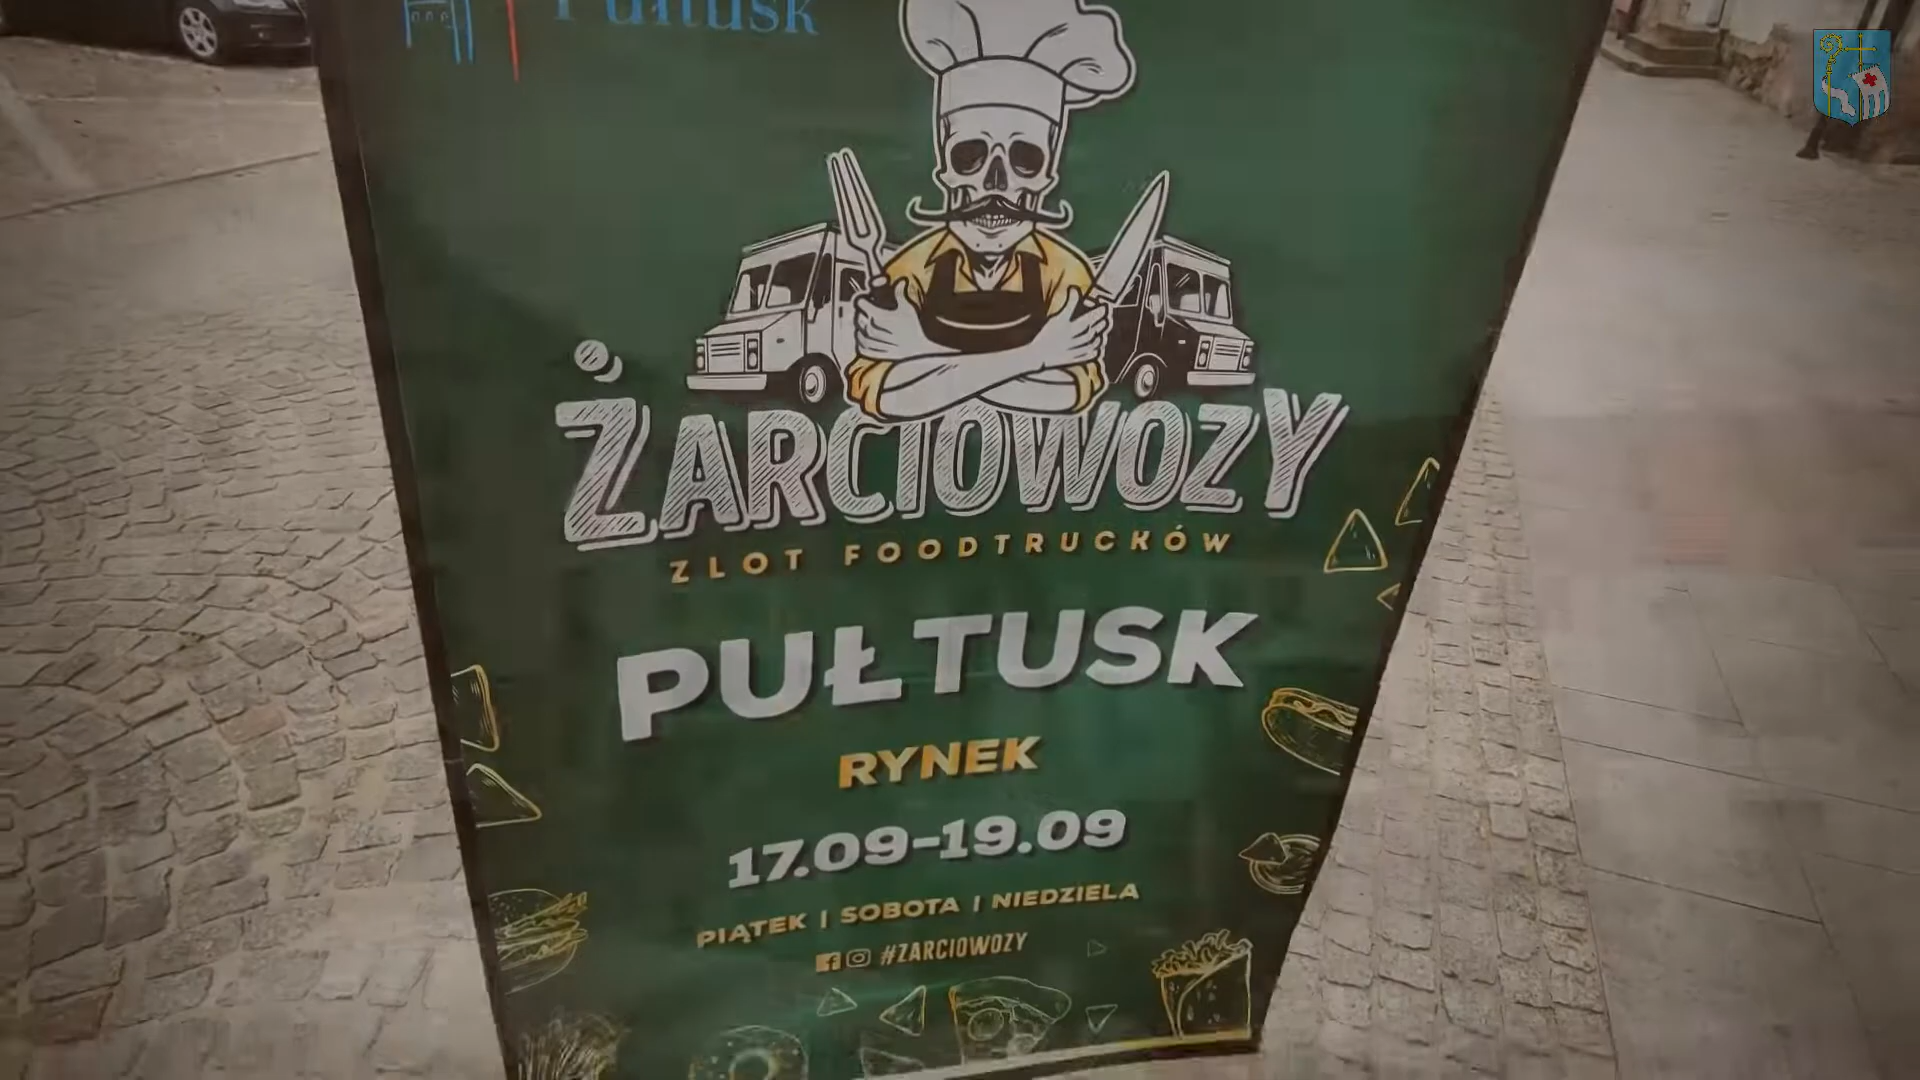 Pułtusk
ŻARCIOWOZY
ZLOT FOODTRUCKÓW
PUŁTUSK
RYNEK
17.09-19.09
PIĄTEK | SOBOTA | NIEDZIELA
#ZARCIOWOZY